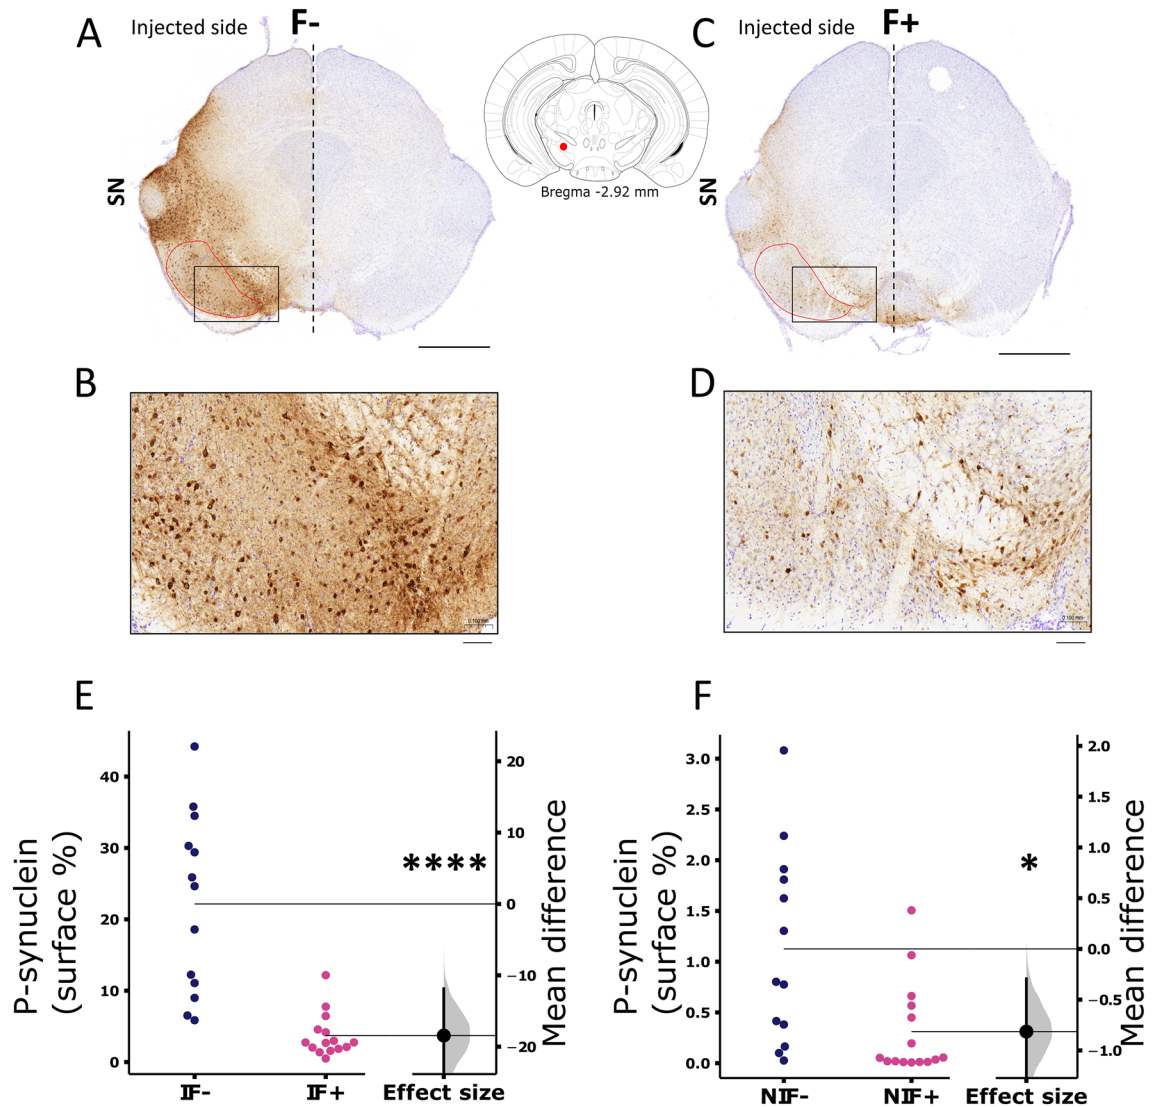 A
Injected side
F-
C
Injected side
F+
SN
Bregma -2.92 mm
SN
B
D
0.100 mm
E
F
P-synuclein
(surface %)
40
30
20
10
0
20
10
0
−10
−20
Mean difference
****
IF-
IF+
Effect size
P-synuclein
(surface %)
3.0
2.5
2.0
1.5
1.0
0.5
0.0
2.0
1.5
1.0
0.5
0.0
−0.5
−1.0
Mean difference
*
NIF-
NIF+
Effect size